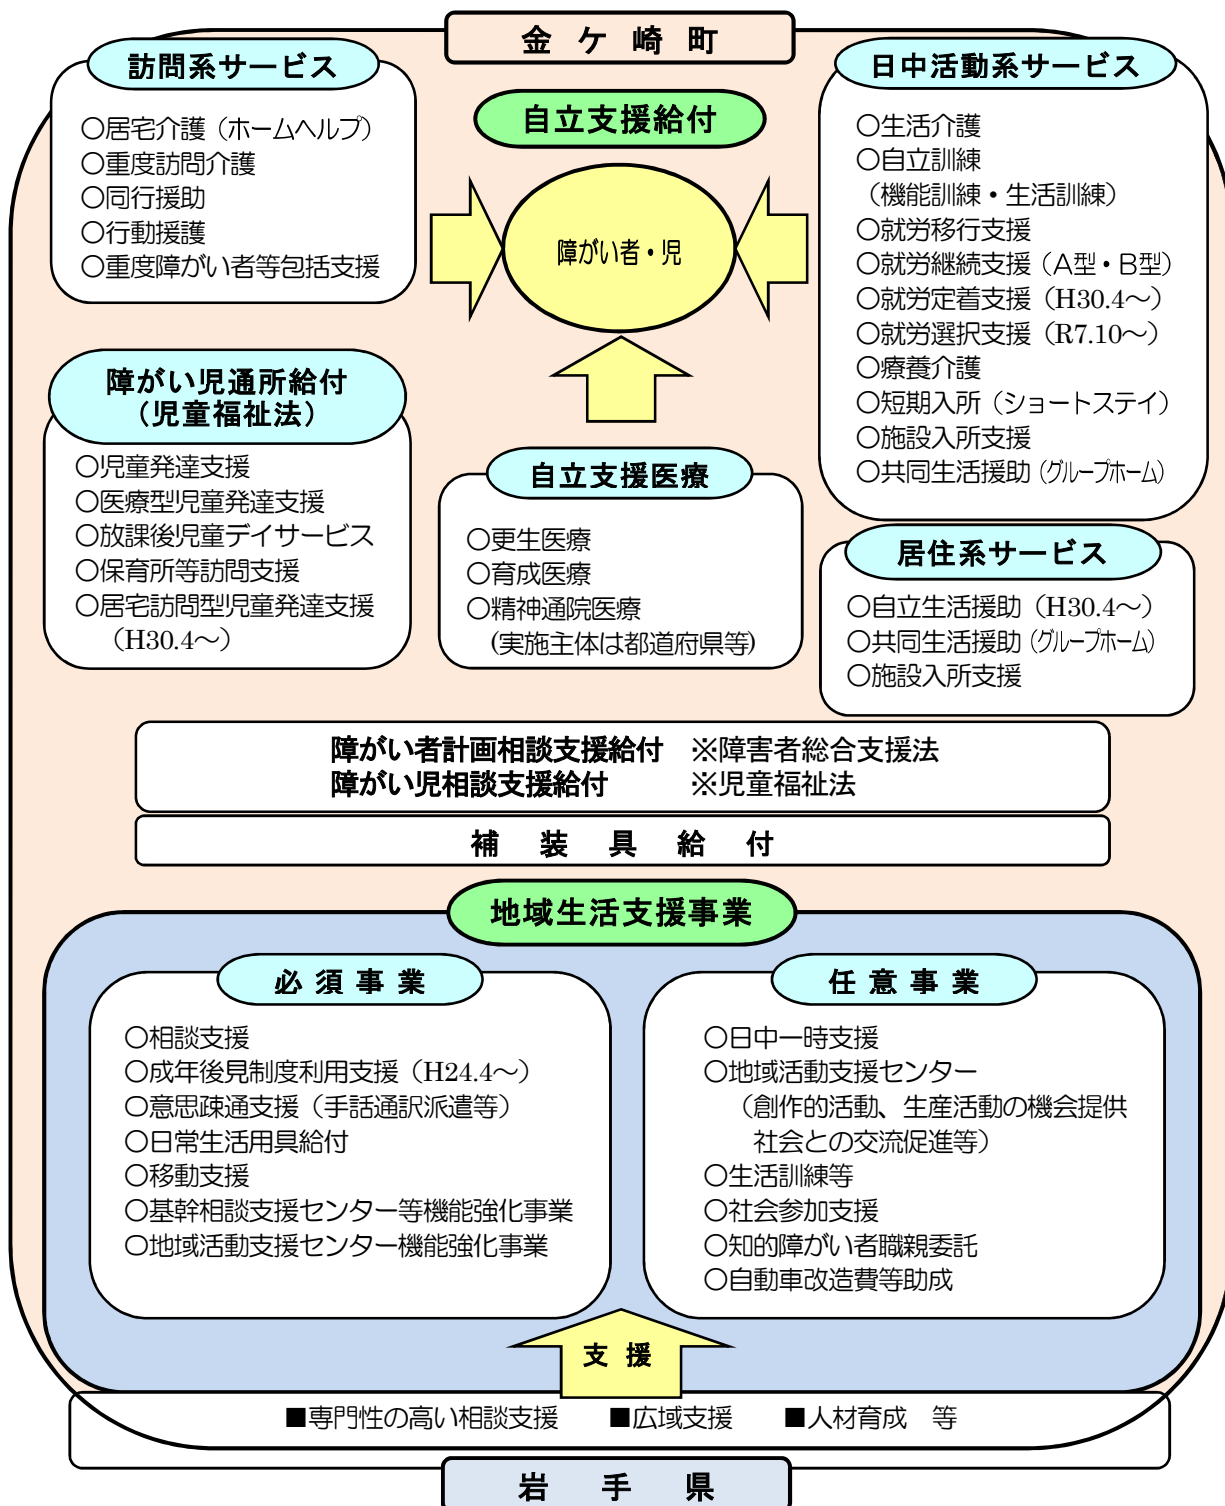 金ケ崎町
訪問系サービス
○居宅介護（ホームヘルプ）
○重度訪問介護
○同行援助
○行動援護
○重度障がい者等包括支援
自立支援給付
障がい者・児
日中活動系サービス
○生活介護
○自立訓練
（機能訓練・生活訓練）
○就労移行支援
○就労継続支援（A型・B型）
○就労定着支援（H30.4～）
○就労選択支援（R7.10～）
○療養介護
○短期入所（ショートステイ）
○施設入所支援
○共同生活援助（グループホーム）
障がい児通所給付
（児童福祉法）
○児童発達支援
○医療型児童発達支援
○放課後児童デイサービス
○保育所等訪問支援
○居宅訪問型児童発達支援
（H30.4～）
自立支援医療
○更生医療
○育成医療
○精神通院医療
(実施主体は都道府県等)
居住系サービス
○自立生活援助（H30.4～）
○共同生活援助（グループホーム）
○施設入所支援
障がい者計画相談支援給付　※障害者総合支援法
障がい児相談支援給付　※児童福祉法
補装具給付
地域生活支援事業
必須事業
○相談支援
○成年後見制度利用支援（H24.4～）
○意思疎通支援（手話通訳派遣等）
○日常生活用具給付
○移動支援
○基幹相談支援センター等機能強化事業
○地域活動支援センター機能強化事業
任意事業
○日中一時支援
○地域活動支援センター
（創作的活動、生産活動の機会提供
社会との交流促進等）
○生活訓練等
○社会参加支援
○知的障がい者職親委託
○自動車改造費等助成
支援
■専門性の高い相談支援　■広域支援　■人材育成　等
岩手県